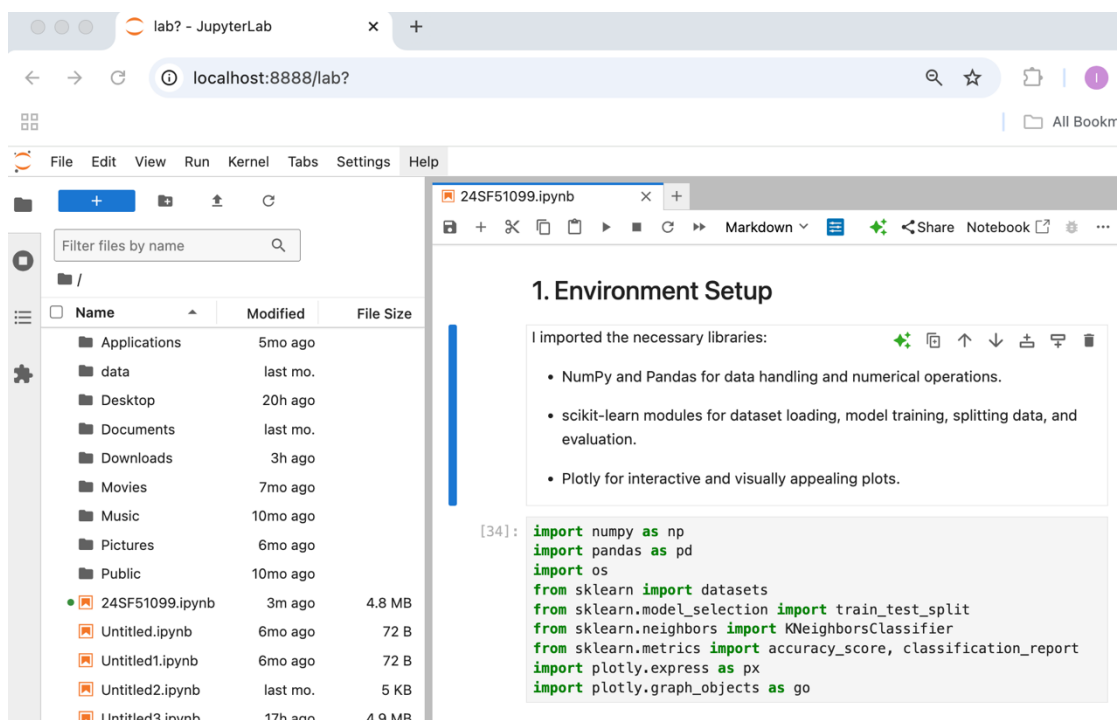 lab? - JupyterLab
localhost:8888/lab?
All Bookm
File Edit View Run Kernel Tabs Settings Help
Filter files by name
/
Name Modified File Size
Applications 5mo ago
data last mo.
Desktop 20h ago
Documents last mo.
Downloads 3h ago
Movies 7mo ago
Music 10mo ago
Pictures 6mo ago
Public 10mo ago
24SF51099.ipynb 3m ago 4.8 MB
Untitled.ipynb 6mo ago 72 B
Untitled1.ipynb 6mo ago 72 B
Untitled2.ipynb last mo. 5 KB
Untitled3.ipynb 17h ago 4.9 MB
24SF51099.ipynb
Markdown Share Notebook
1. Environment Setup
I imported the necessary libraries:
• NumPy and Pandas for data handling and numerical operations.
• scikit-learn modules for dataset loading, model training, splitting data, and
evaluation.
• Plotly for interactive and visually appealing plots.
[34]: import numpy as np
import pandas as pd
import os
from sklearn import datasets
from sklearn.model_selection import train_test_split
from sklearn.neighbors import KNeighborsClassifier
from sklearn.metrics import accuracy_score, classification_report
import plotly.express as px
import plotly.graph_objects as go